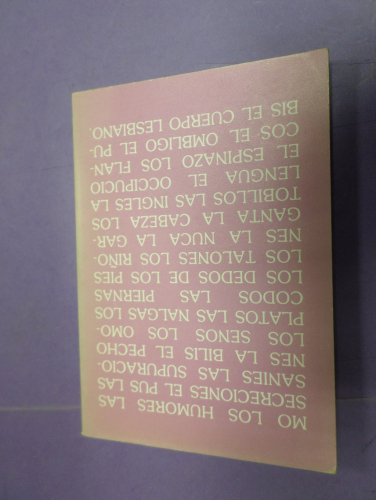 MO LOS HUMORES LAS
SECRECIONES EL PUS LAS
SANIES LAS SUPURACIO-
NES LA BILIS EL PECHO
LOS SENOS LOS OMO-
PLATOS LAS NALGAS LOS
CODOS LAS PIERNAS
LOS DEDOS DE LOS PIES
LOS TALONES LOS RIÑO-
NES LA NUCA LA GAR-
GANTA LA CABEZA LOS
TOBILLOS LAS INGLES LA
LENGUA EL OCCIPUCIO
EL ESPINAZO LOS FLAN-
COS EL OMBLIGO EL PU-
BIS EL CUERPO LESBIANO.